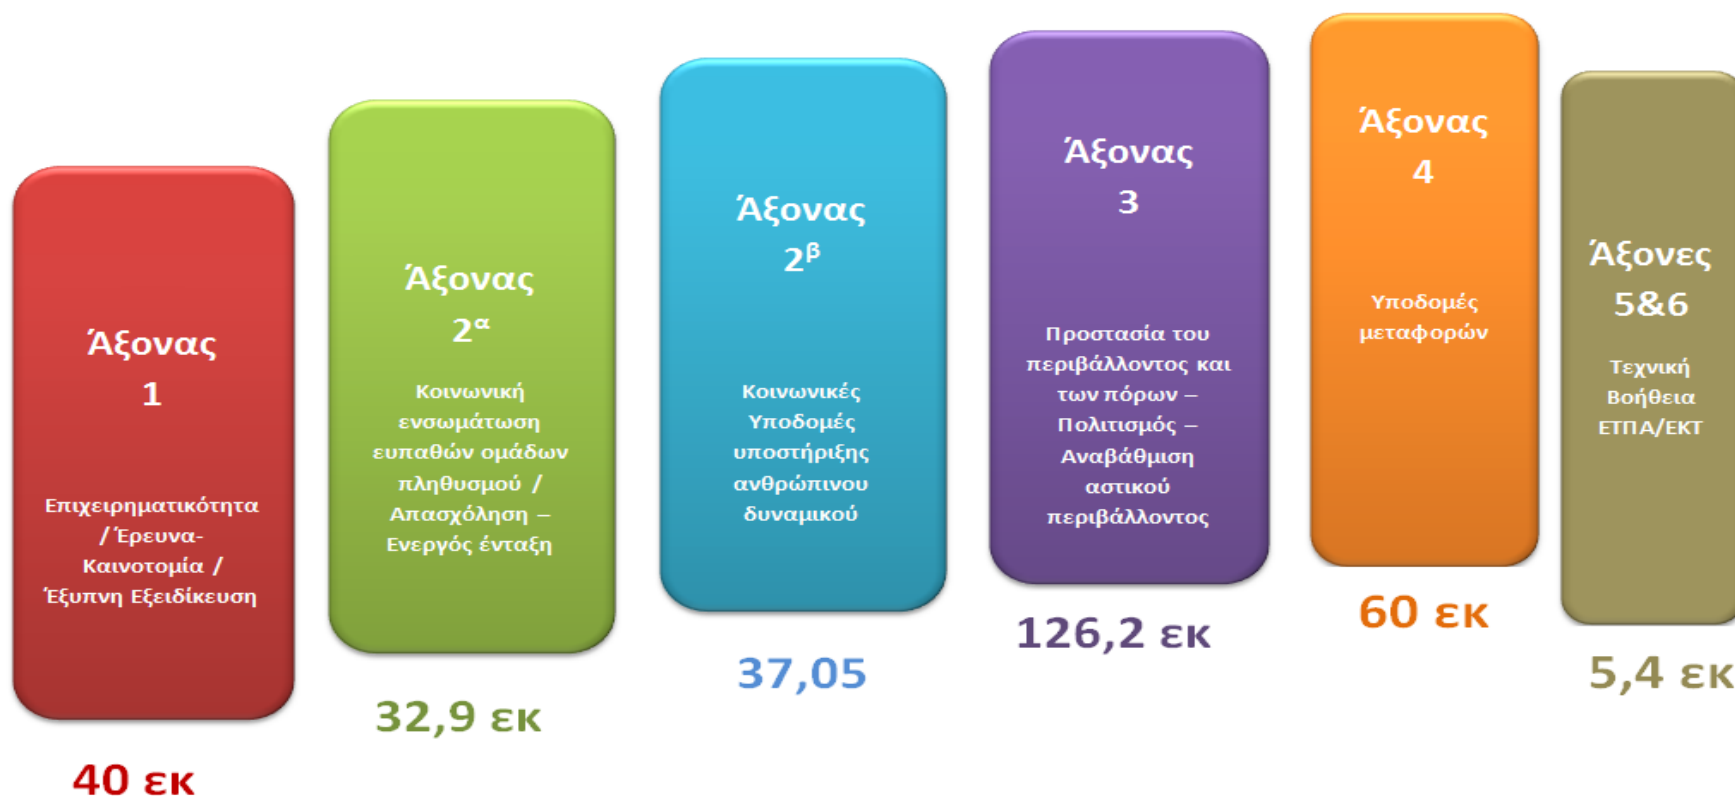 Άξονας
1
Επιχειρηματικότητα
/ Έρευνα-
Καινοτομία /
Έξυπνη Εξειδίκευση
40 εκ
Άξονας
2α
Κοινωνική
ενσωμάτωση
ευπαθών ομάδων
πληθυσμού /
Απασχόληση –
Ενεργός ένταξη
32,9 εκ
Άξονας
2β
Κοινωνικές
Υποδομές
υποστήριξης
ανθρώπινου
δυναμικού
37,05
Άξονας
3
Προστασία του
περιβάλλοντος και
των πόρων –
Πολιτισμός –
Αναβάθμιση
αστικού
περιβάλλοντος
126,2 εκ
Άξονας
4
Υποδομές
μεταφορών
60 εκ
Άξονες
5&6
Τεχνική
Βοήθεια
ΕΤΠΑ/ΕΚΤ
5,4 εκ